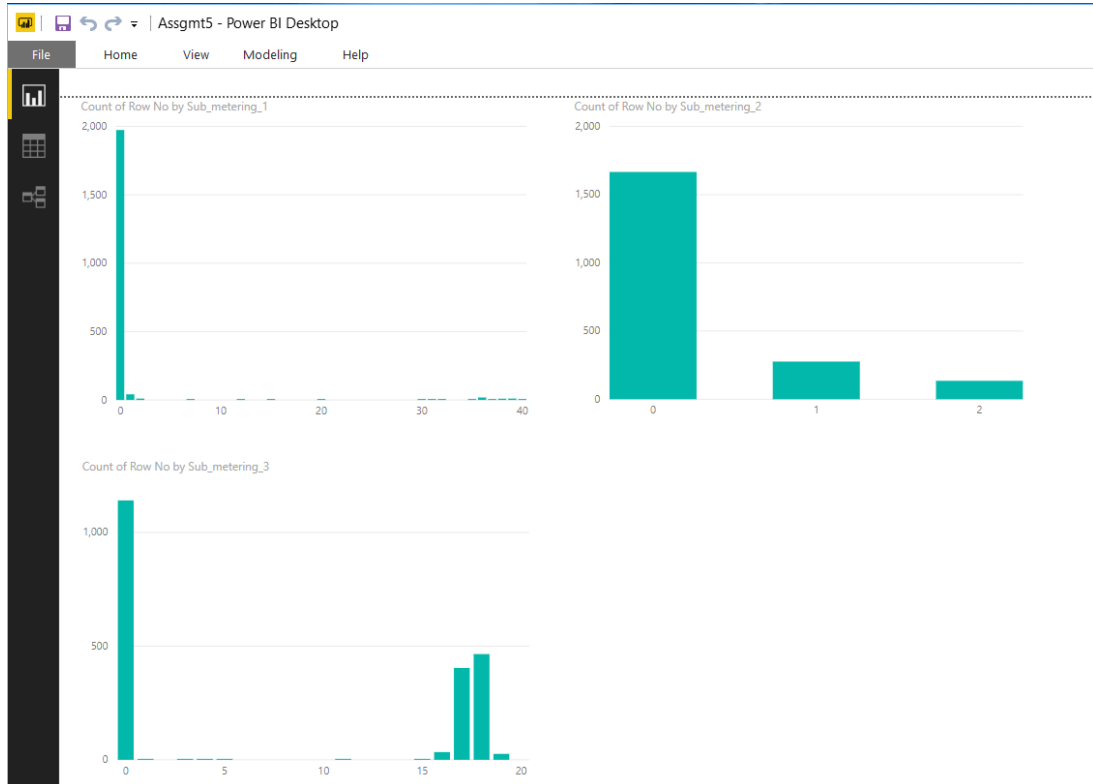 Assgmt5 - Power BI Desktop
File Home View Modeling Help
Count of Row No by Sub_metering_1
2,000
1,500
1,000
500
0
0 10 20 30 40
Count of Row No by Sub_metering_2
2,000
1,500
1,000
500
0
0 1 2
Count of Row No by Sub_metering_3
1,000
500
0
0 5 10 15 20